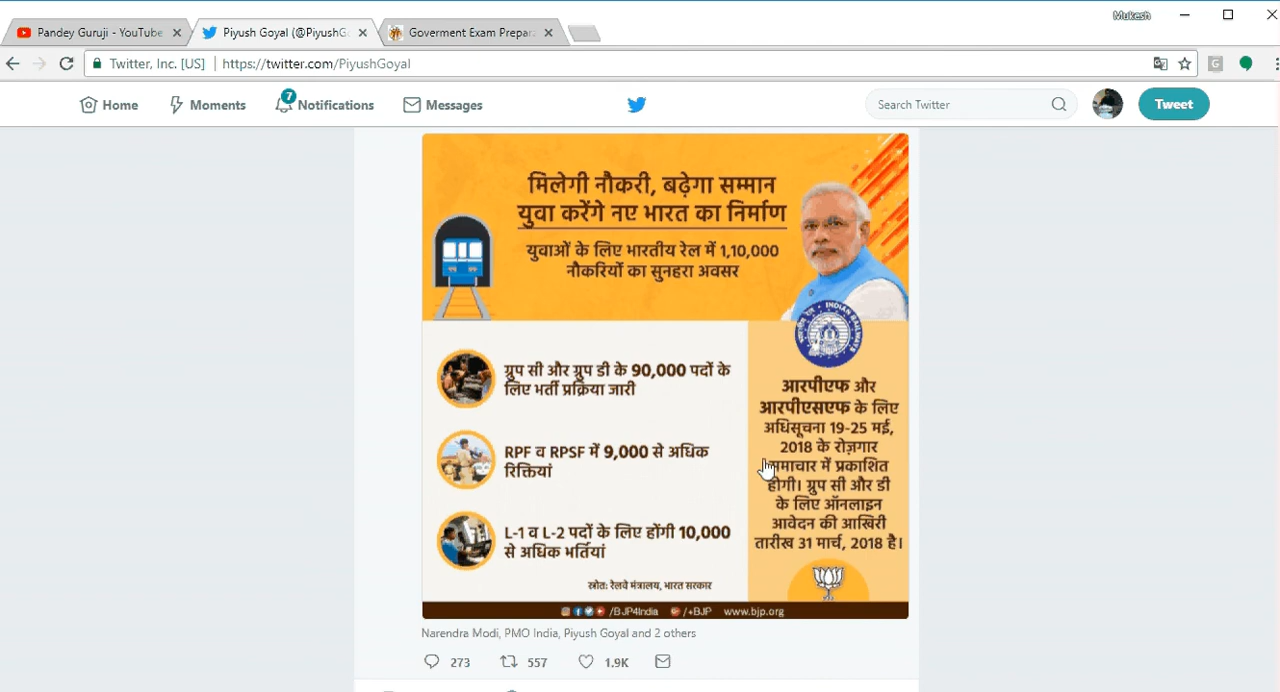 Mukesh
Pandey Guruji - YouTube
Piyush Goyal (@PiyushG
Goverment Exam Prepar
Twitter, Inc. [US] | https://twitter.com/PiyushGoyal
Home
Moments
7
Notifications
Messages
Search Twitter
Tweet
मिलेगी नौकरी, बढ़ेगा सम्मान
युवा करेंगे नए भारत का निर्माण
युवाओं के लिए भारतीय रेल में 1,10,000
नौकरियों का सुनहरा अवसर
INDIAN RAILWAYS
ग्रुप सी और ग्रुप डी के 90,000 पदों के
लिए भर्ती प्रक्रिया जारी
RPF व RPSF में 9,000 से अधिक
रिक्तियां
L-1 व L-2 पदों के लिए होंगी 10,000
से अधिक भर्तियां
स्रोत: रेलवे मंत्रालय, भारत सरकार
आरपीएफ और
आरपीएसएफ के लिए
अधिसूचना 19-25 मई,
2018 के रोज़गार
समाचार में प्रकाशित
होगी। ग्रुप सी और डी
के लिए ऑनलाइन
आवेदन की आखिरी
तारीख 31 मार्च, 2018 है।
/BJP4India /+BJP www.bjp.org
Narendra Modi, PMO India, Piyush Goyal and 2 others
273 557 1.9K